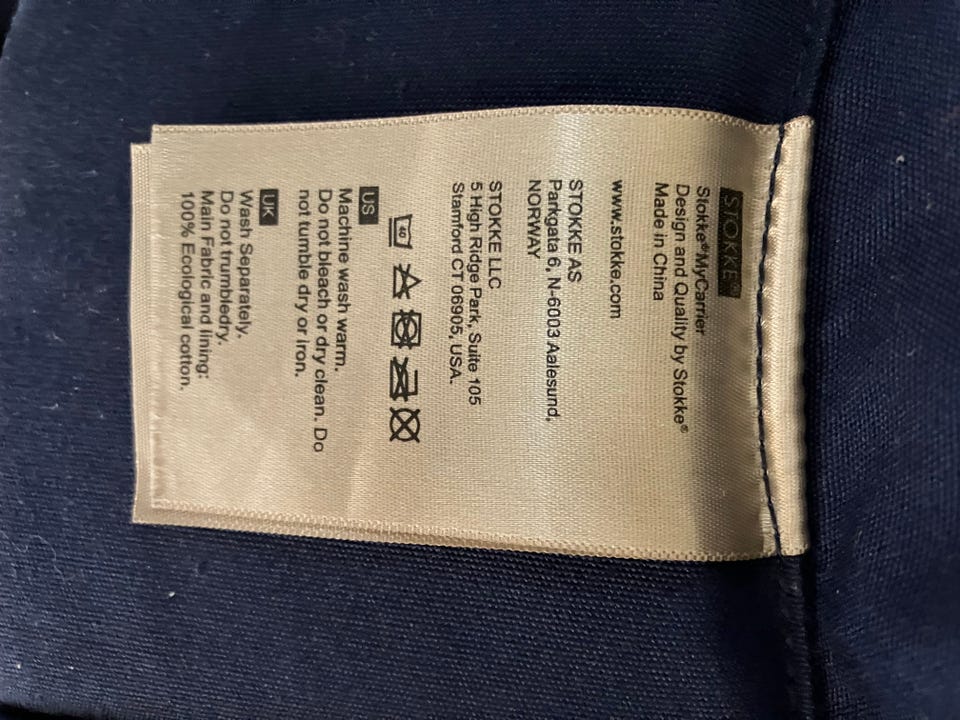 STOKKE®
Stokke®MyCarrier
Design and Quality by Stokke®
Made in China
www.stokke.com
STOKKE AS
Parkgata 6, N-6003 Aalesund,
NORWAY
STOKKE LLC
5 High Ridge Park, Suite 105
Stamford CT 06905, USA.
40
US
Machine wash warm.
Do not bleach or dry clean. Do
not tumble dry or iron.
UK
Wash Separately.
Do not trumbledry.
Main Fabric and lining:
100% Ecological cotton.